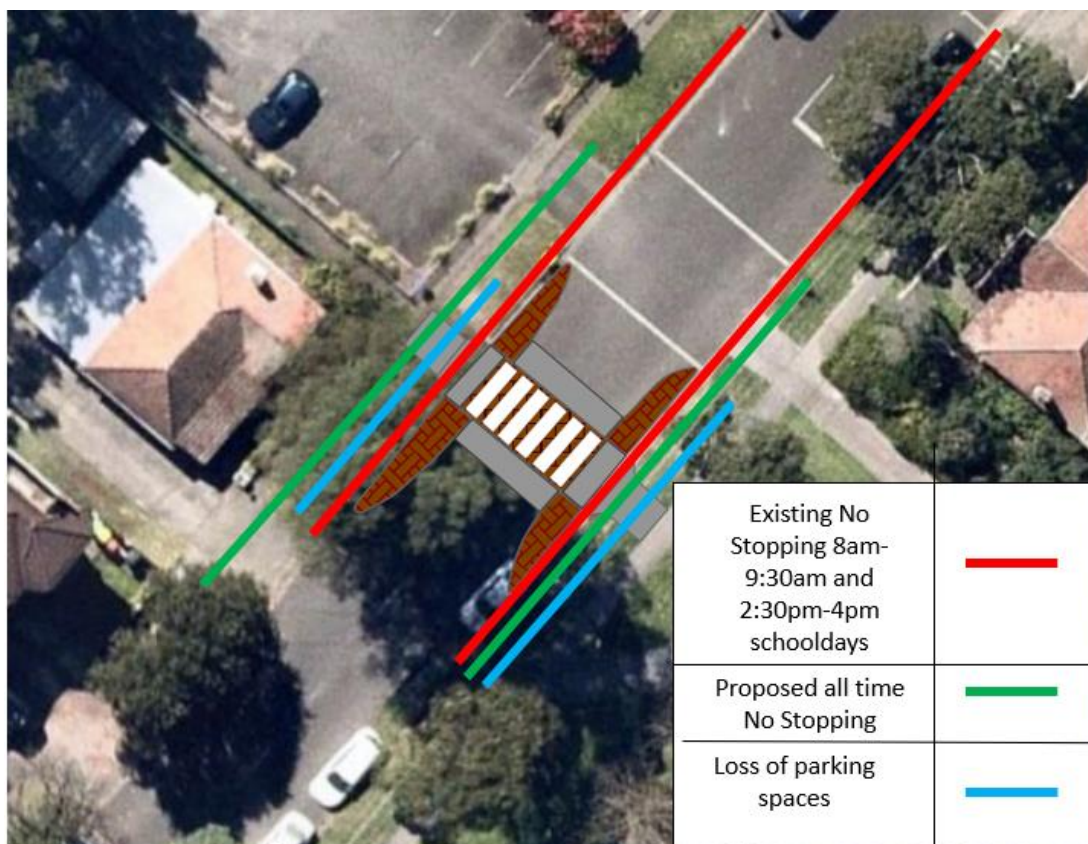 Existing No
Stopping 8am-
9:30am and
2:30pm-4pm
schooldays
Proposed all time
No Stopping
Loss of parking
spaces